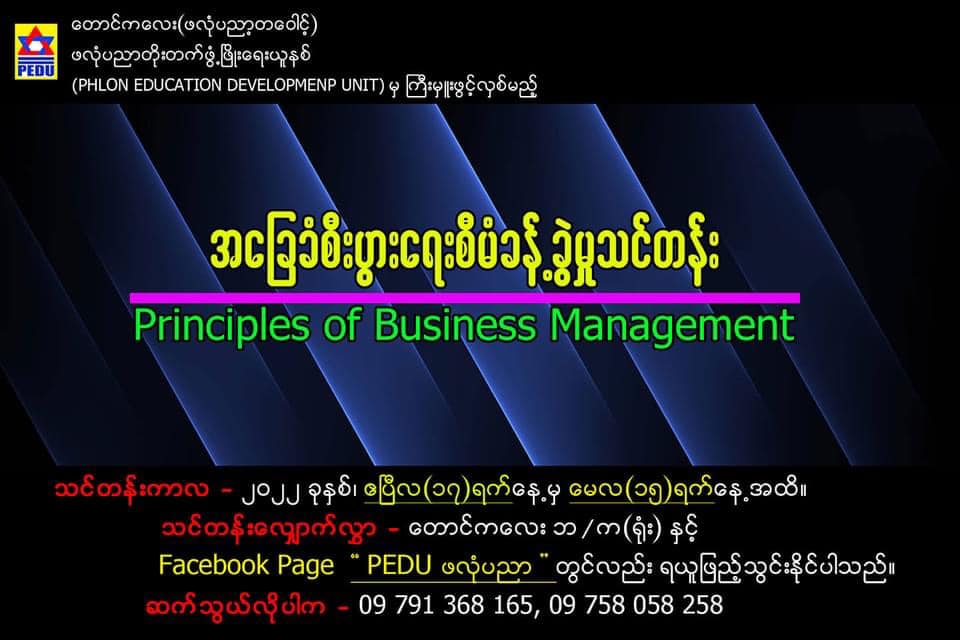 PEDU
တောင်ကလေး(ဖလုံပညာ့တဝေါင့်)
ဖလုံပညာတိုးတက်ဖွံ့ဖြိုးရေးယူနစ်
(PHLON EDUCATION DEVELOPMENP UNIT) မှ ကြီးမှူးဖွင့်လှစ်မည့်
အခြေခံစီးပွားရေးစီမံခန့်ခွဲမှုသင်တန်း
Principles of Business Management
သင်တန်းကာလ - ၂၀၂၂ ခုနှစ်၊ ဧပြီလ(၁၇)ရက်နေ့မှ မေလ(၁၅)ရက်နေ့အထိ။
သင်တန်းလျှောက်လွှာ - တောင်ကလေး ဘ/က(ရုံး) နှင့်
Facebook Page “ PEDU ဖလုံပညာ ” တွင်လည်း ရယူဖြည့်သွင်းနိုင်ပါသည်။
ဆက်သွယ်လိုပါက - 09 791 368 165, 09 758 058 258